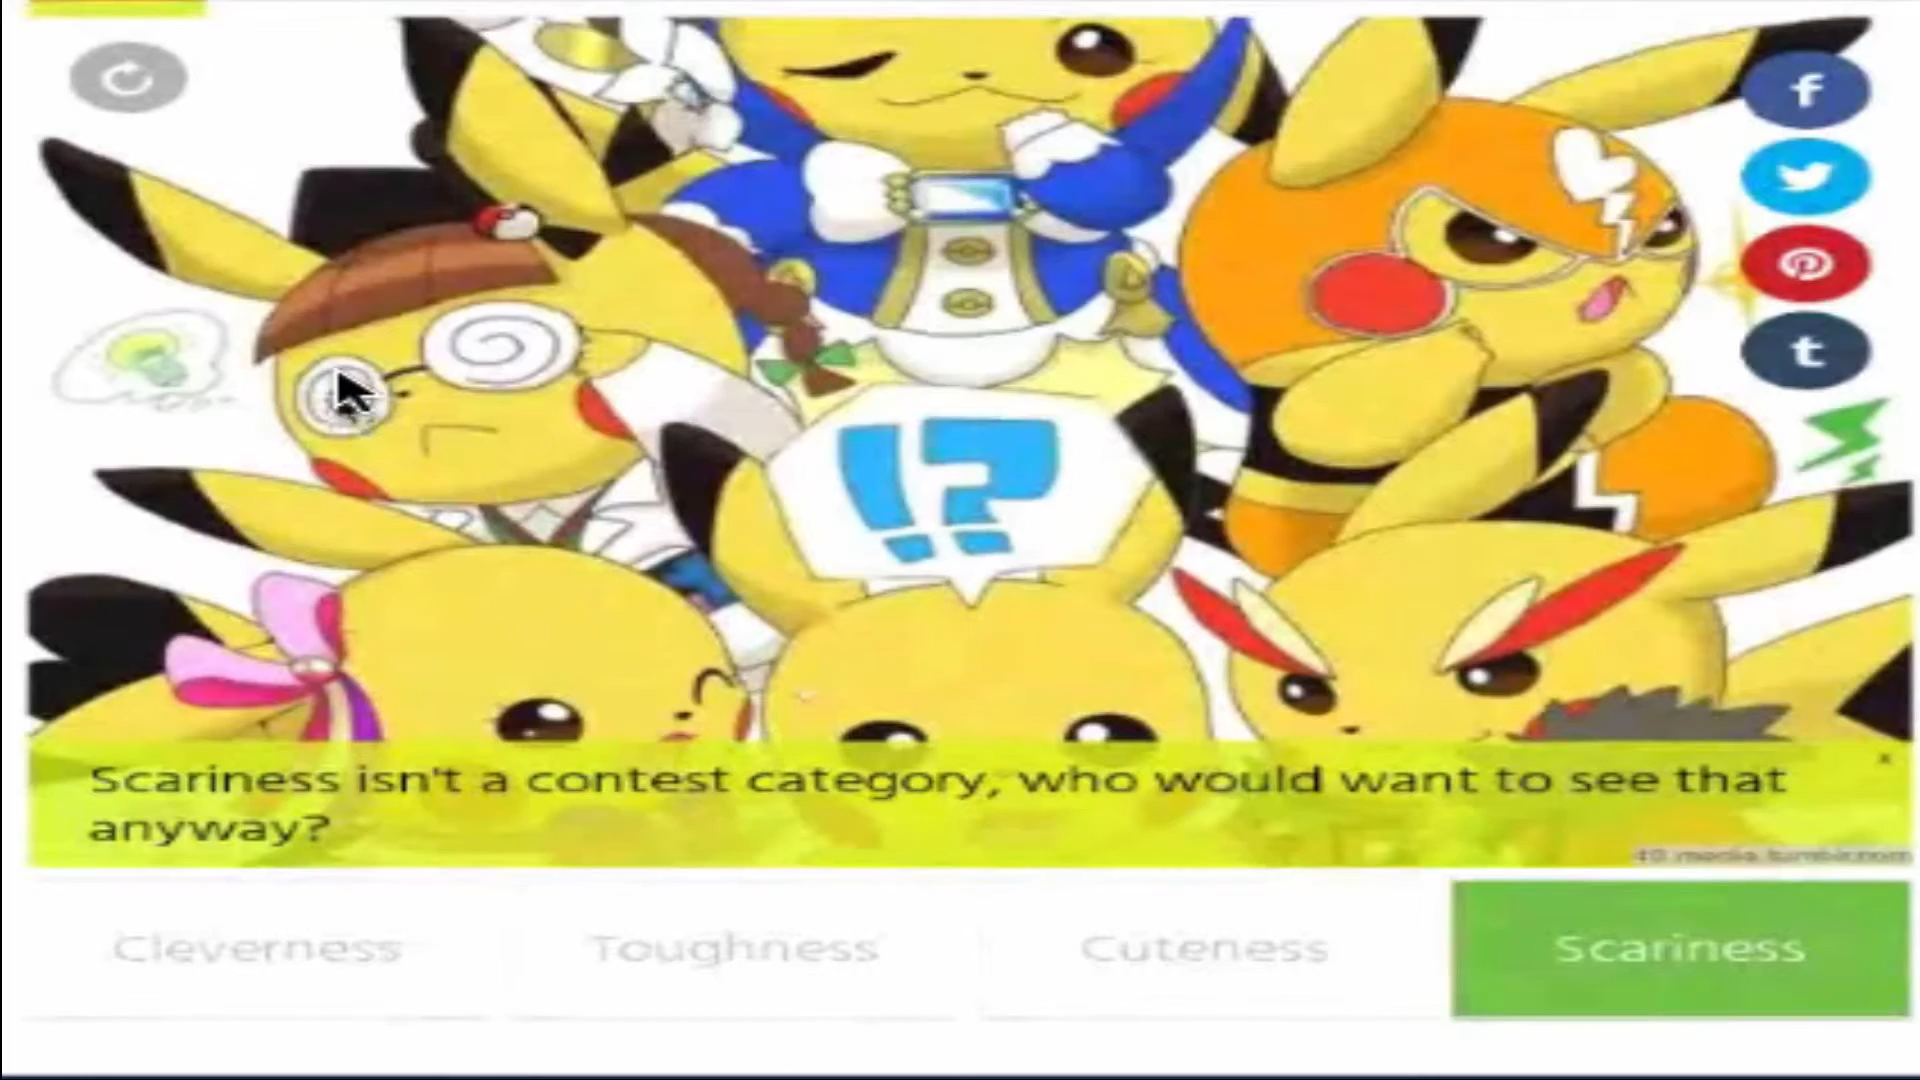 f
t
!?
Scariness isn't a contest category, who would want to see that
anyway?
x
Cleverness
Toughness
Cuteness
Scariness